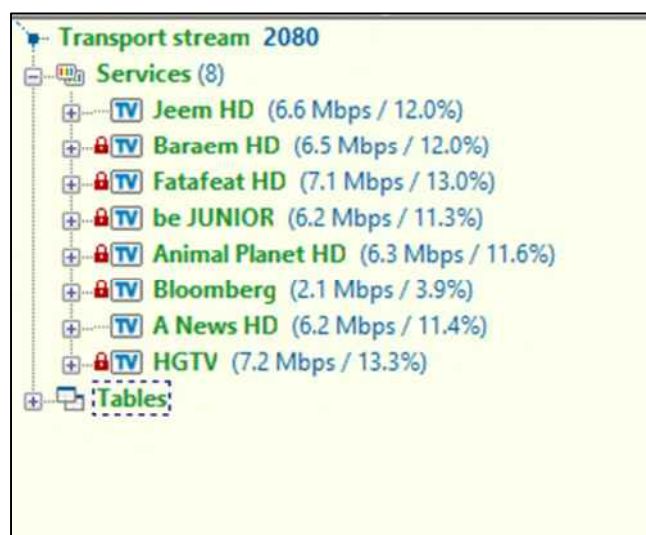 Transport stream 2080
Services (8)
TV Jeem HD (6.6 Mbps / 12.0%)
TV Baraem HD (6.5 Mbps / 12.0%)
TV Fatafeat HD (7.1 Mbps / 13.0%)
TV be JUNIOR (6.2 Mbps / 11.3%)
TV Animal Planet HD (6.3 Mbps / 11.6%)
TV Bloomberg (2.1 Mbps / 3.9%)
TV A News HD (6.2 Mbps / 11.4%)
TV HGTV (7.2 Mbps / 13.3%)
Tables